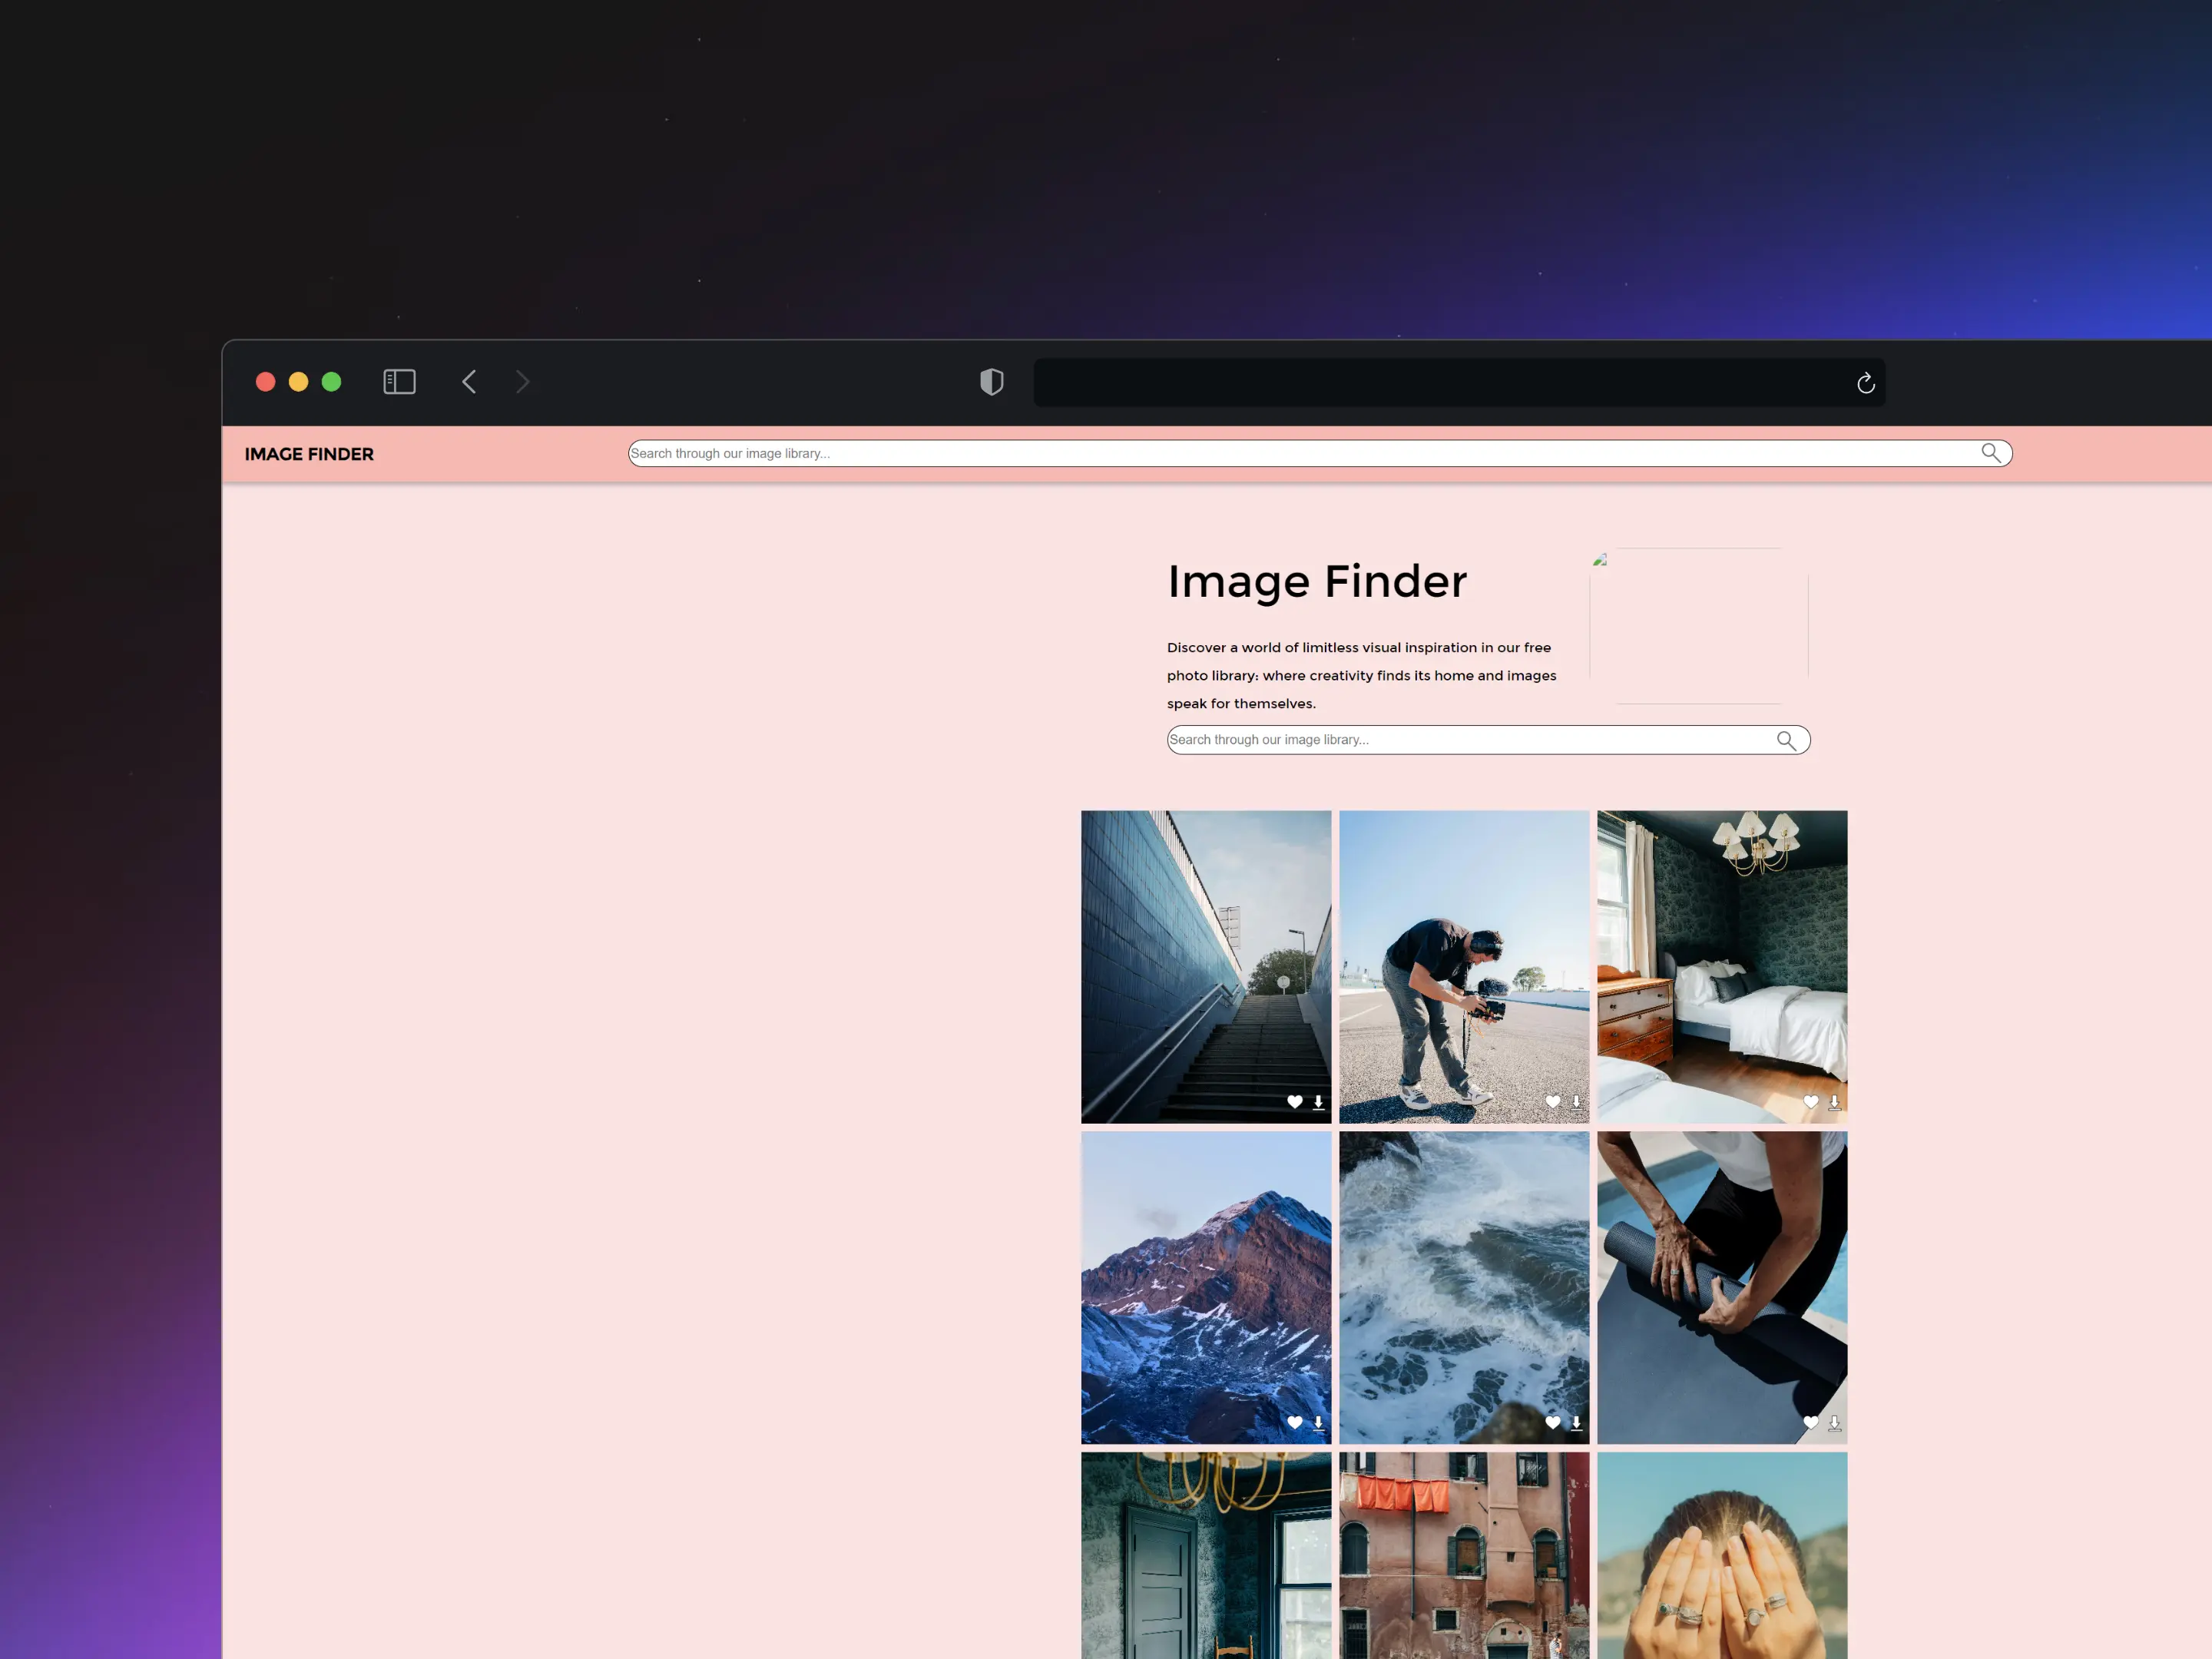 IMAGE FINDER
Search through our image library...
Image Finder
Discover a world of limitless visual inspiration in our free
photo library: where creativity finds its home and images
speak for themselves.
Search through our image library...